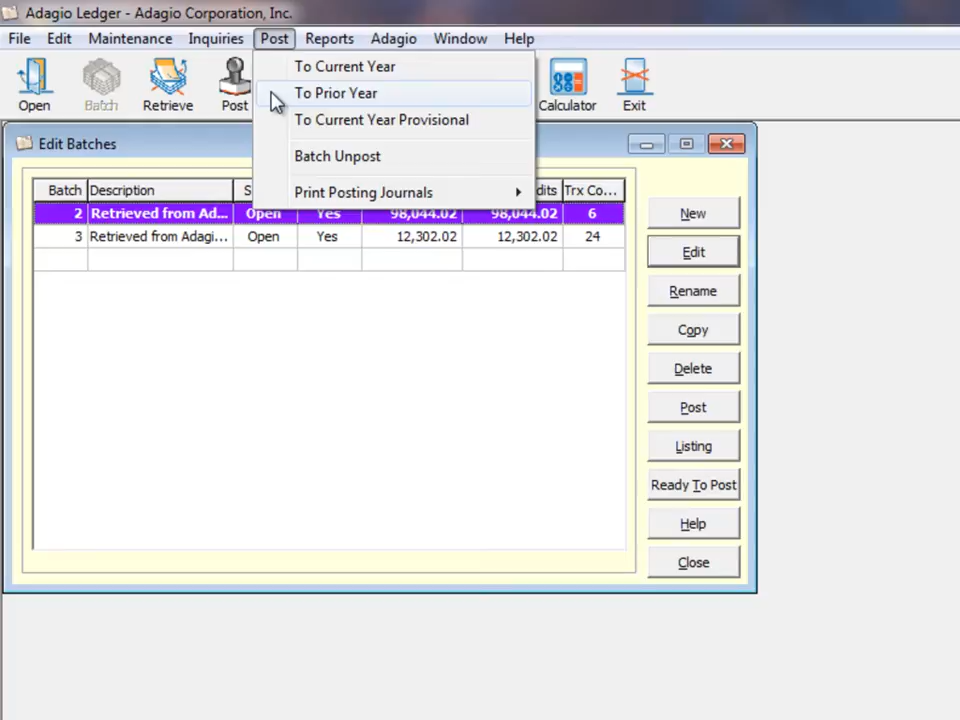 Adagio Ledger - Adagio Corporation, Inc.
File Edit Maintenance Inquiries Post Reports Adagio Window Help
To Current Year
To Prior Year
To Current Year Provisional
Batch Unpost
Print Posting Journals
Open Batch Retrieve Post Calculator Exit
Edit Batches
Batch Description S dits Trx Co...
2 Retrieved from Ad... Open Yes 98,044.02 98,044.02 6
3 Retrieved from Adagi... Open Yes 12,302.02 12,302.02 24
New
Edit
Rename
Copy
Delete
Post
Listing
Ready To Post
Help
Close